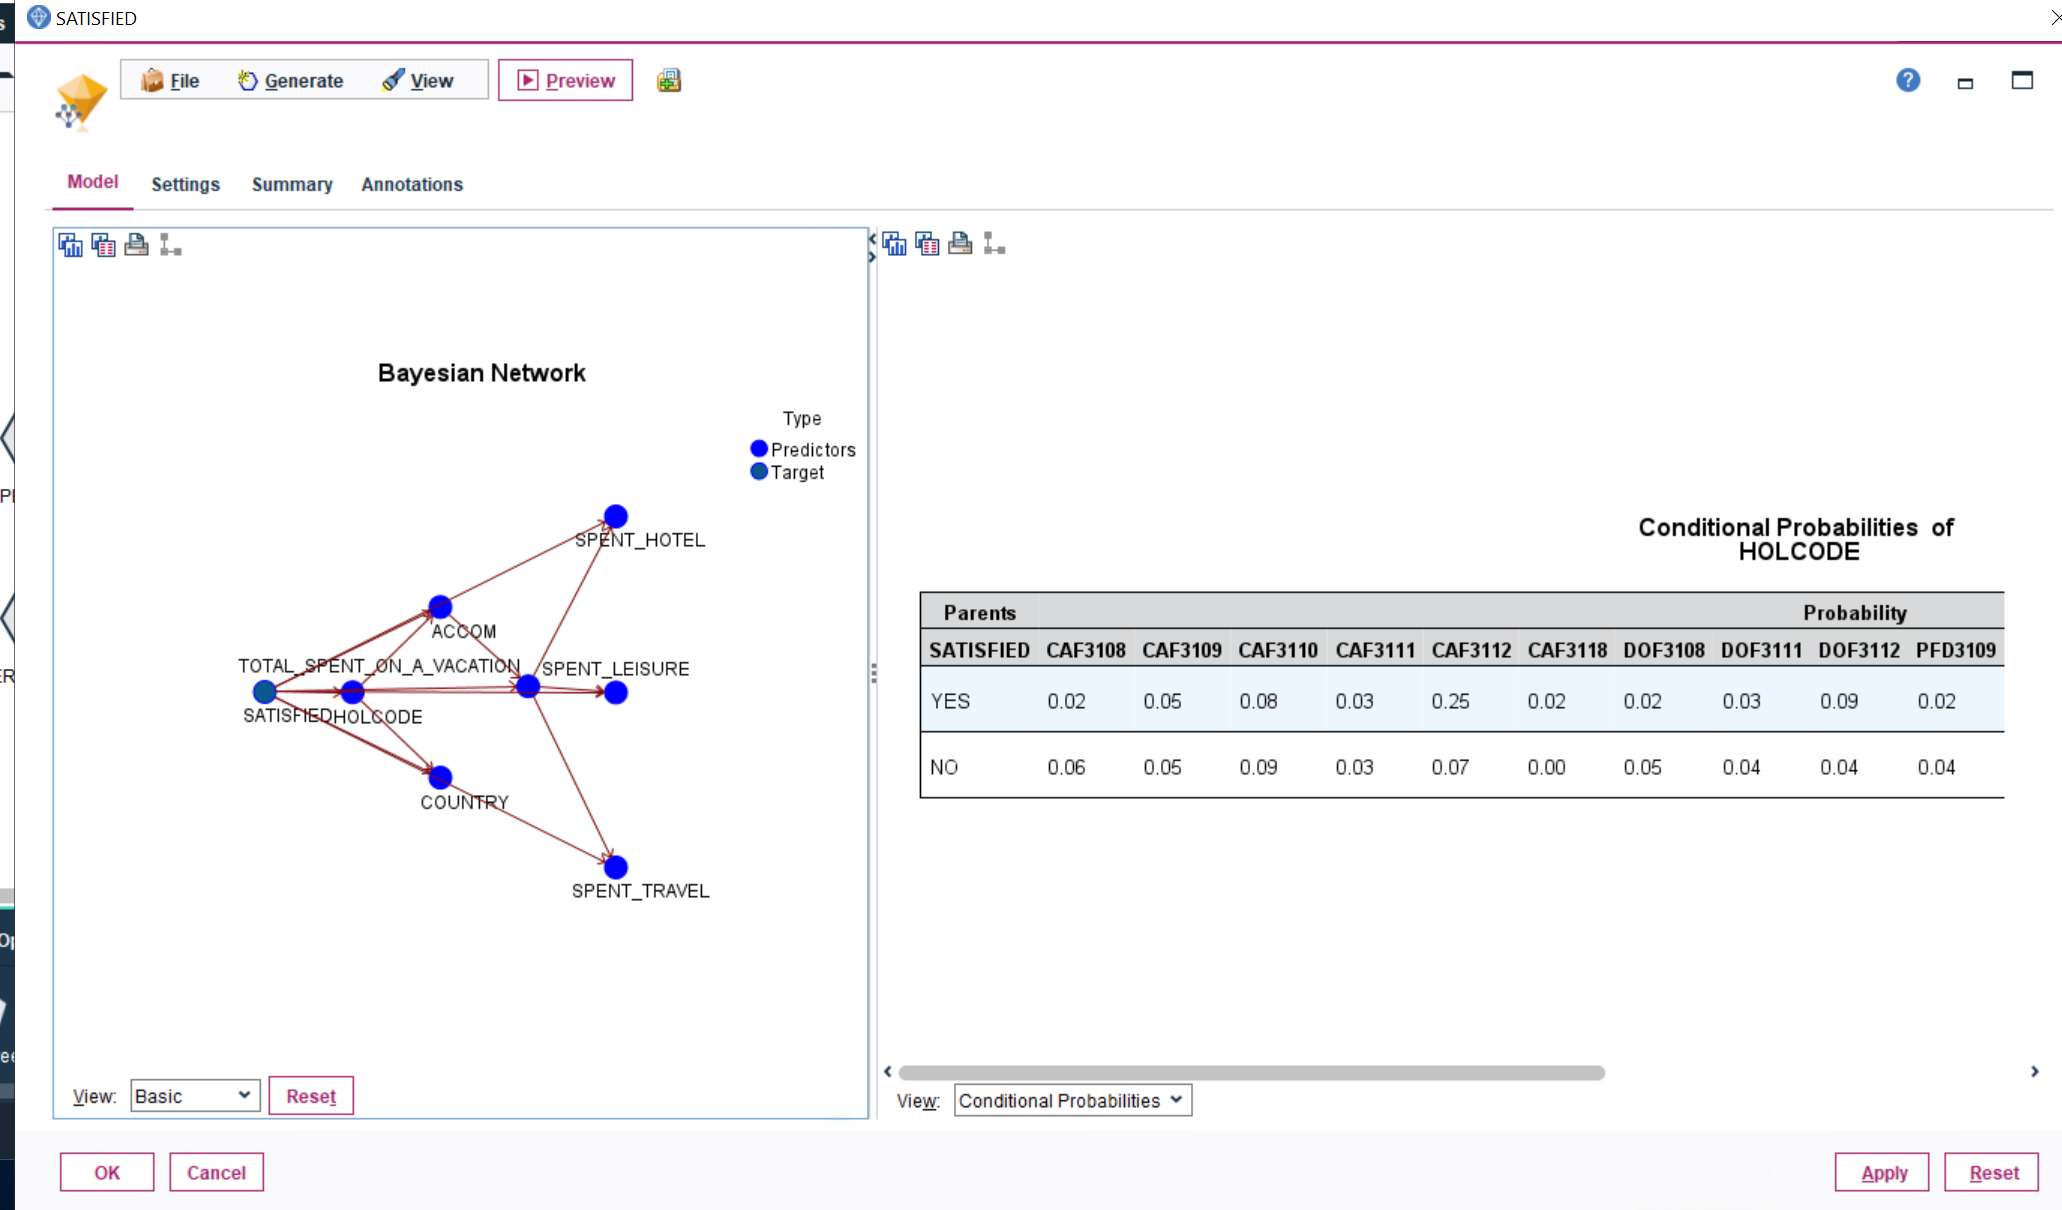 SATISFIED
File Generate View Preview
Model Settings Summary Annotations
Bayesian Network
Type
Predictors
Target
SPENT_HOTEL
ACCOM
TOTAL_SPENT_ON_A_VACATION SPENT_LEISURE
SATISFIED HOLCODE
COUNTRY
SPENT_TRAVEL
View: Basic Reset
Conditional Probabilities of
HOLCODE
Parents Probability
SATISFIED CAF3108 CAF3109 CAF3110 CAF3111 CAF3112 CAF3118 DOF3108 DOF3111 DOF3112 PFD3109
YES 0.02 0.05 0.08 0.03 0.25 0.02 0.02 0.03 0.09 0.02
NO 0.06 0.05 0.09 0.03 0.07 0.00 0.05 0.04 0.04 0.04
View: Conditional Probabilities
OK Cancel Apply Reset